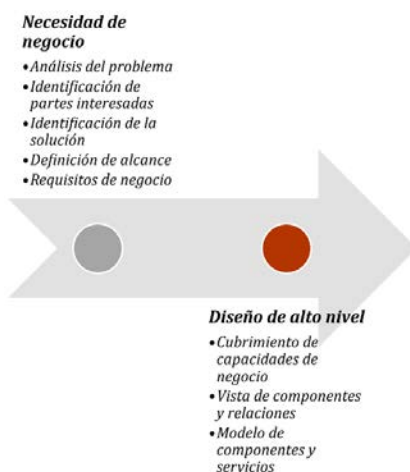 Necesidad de
negocio
•Análisis del problema
•Identificación de
partes interesadas
•Identificación de la
solución
•Definición de alcance
•Requisitos de negocio
Diseño de alto nivel
•Cubrimiento de
capacidades de
negocio
•Vista de componentes
y relaciones
•Modelo de
componentes y
servicios